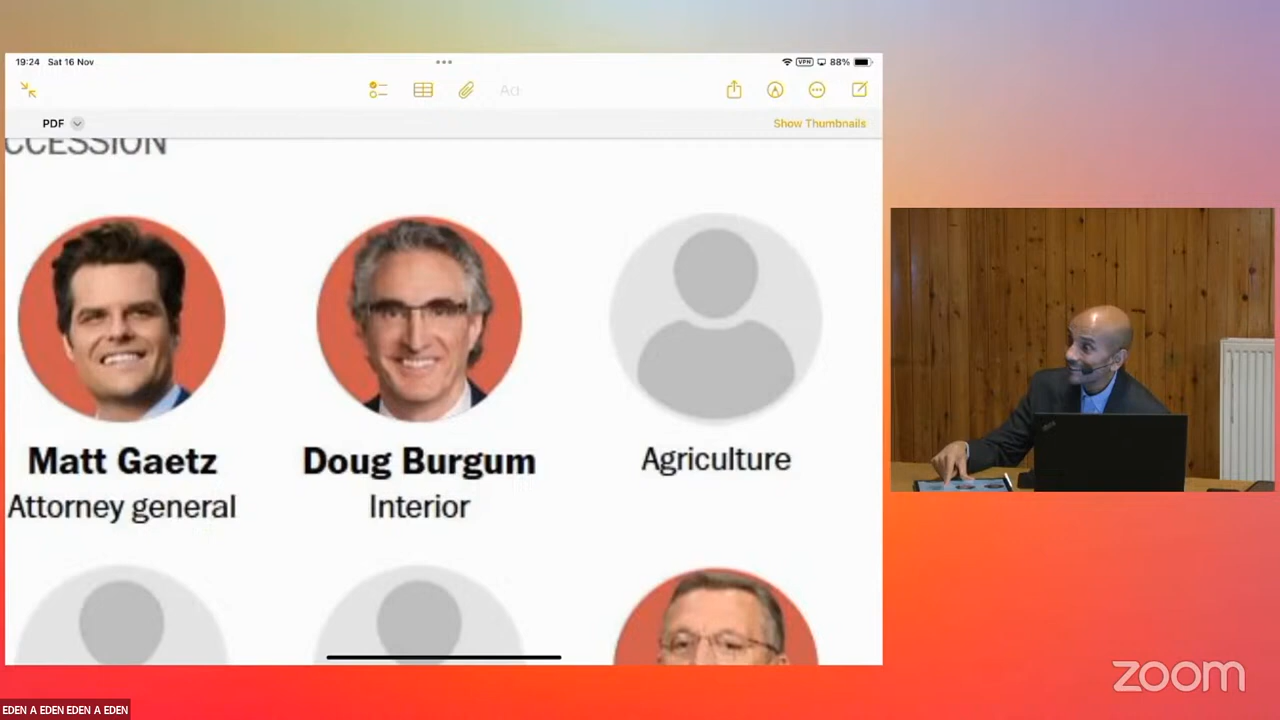 19:24 Sat 16 Nov
VPN 88%
PDF
Show Thumbnails
CCESSION
Matt Gaetz
Doug Burgum
Agriculture
Attorney general
Interior
zoom
EDEN A EDEN EDEN A EDEN